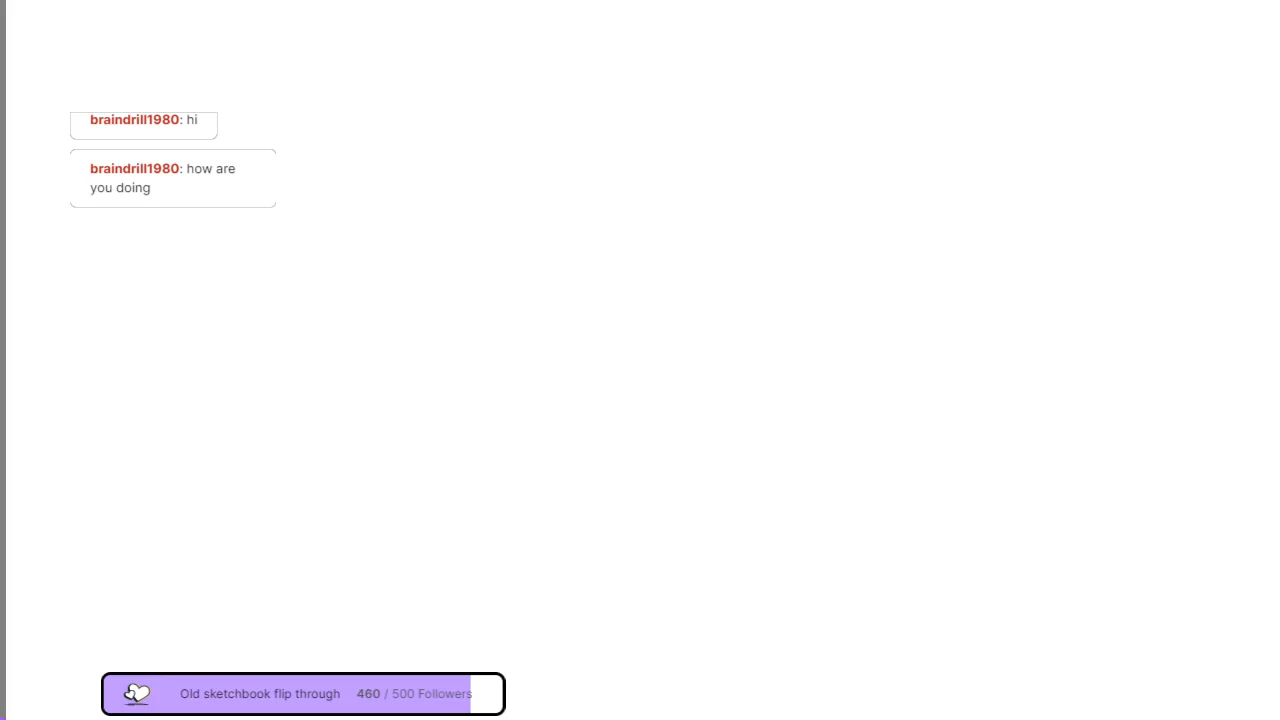 braindrill1980: hi
braindrill1980: how are
you doing
Old sketchbook flip through 460 / 500 Followers